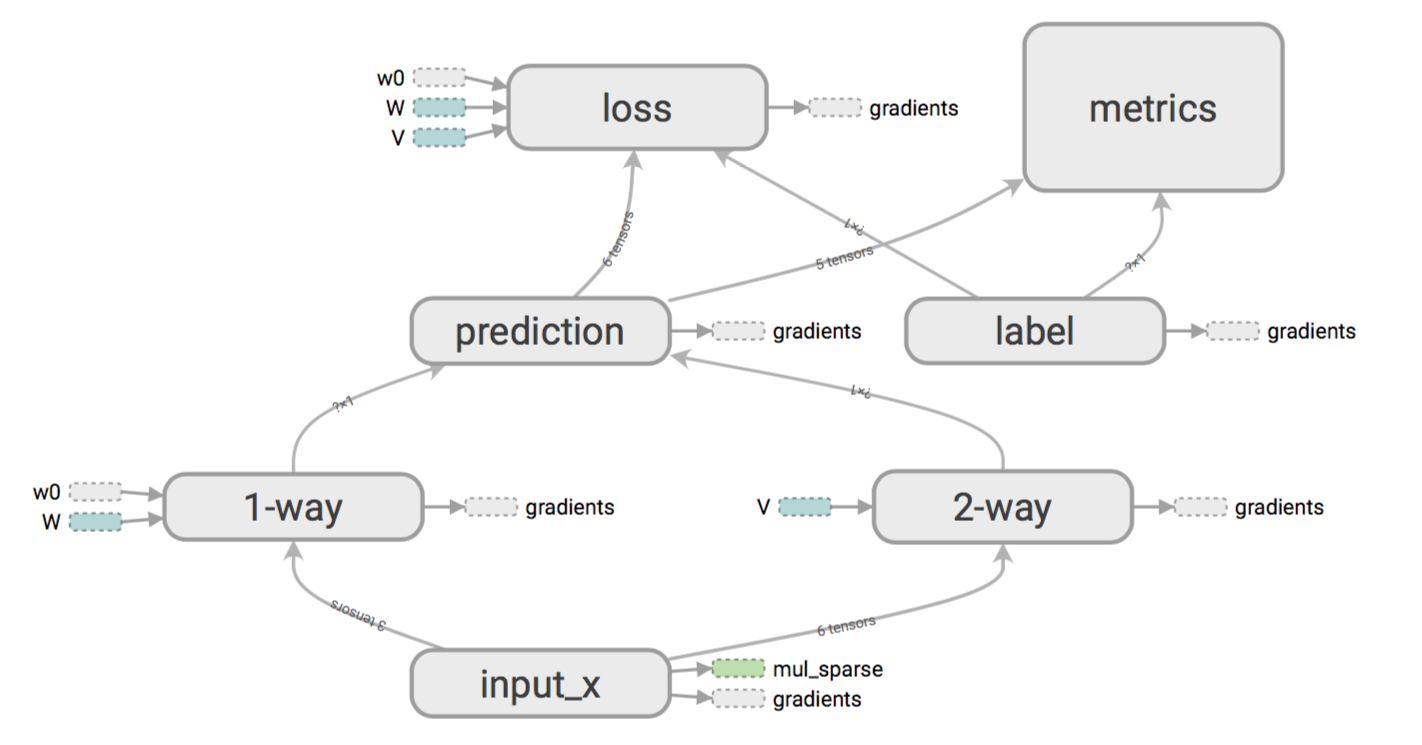 w0
W
V
loss
gradients
metrics
6 tensors
?×1
5 tensors
?×1
prediction
gradients
label
gradients
?×1
?×1
w0
W
1-way
gradients
V
2-way
gradients
3 tensors
6 tensors
input_x
mul_sparse
gradients